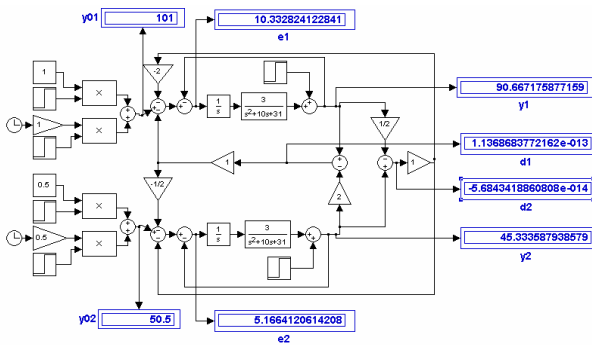 y01
101
10.332824122841
e1
1
-2
×
1
×
1
s
3
s²+10s+31
90.667175877159
y1
1/2
1.1368683772162e-013
d1
1
1
-5.6843418860808e-014
d2
0.5
-1/2
2
×
0.5
×
1
s
3
s²+10s+31
45.333587938579
y2
y02
50.5
5.1664120614208
e2